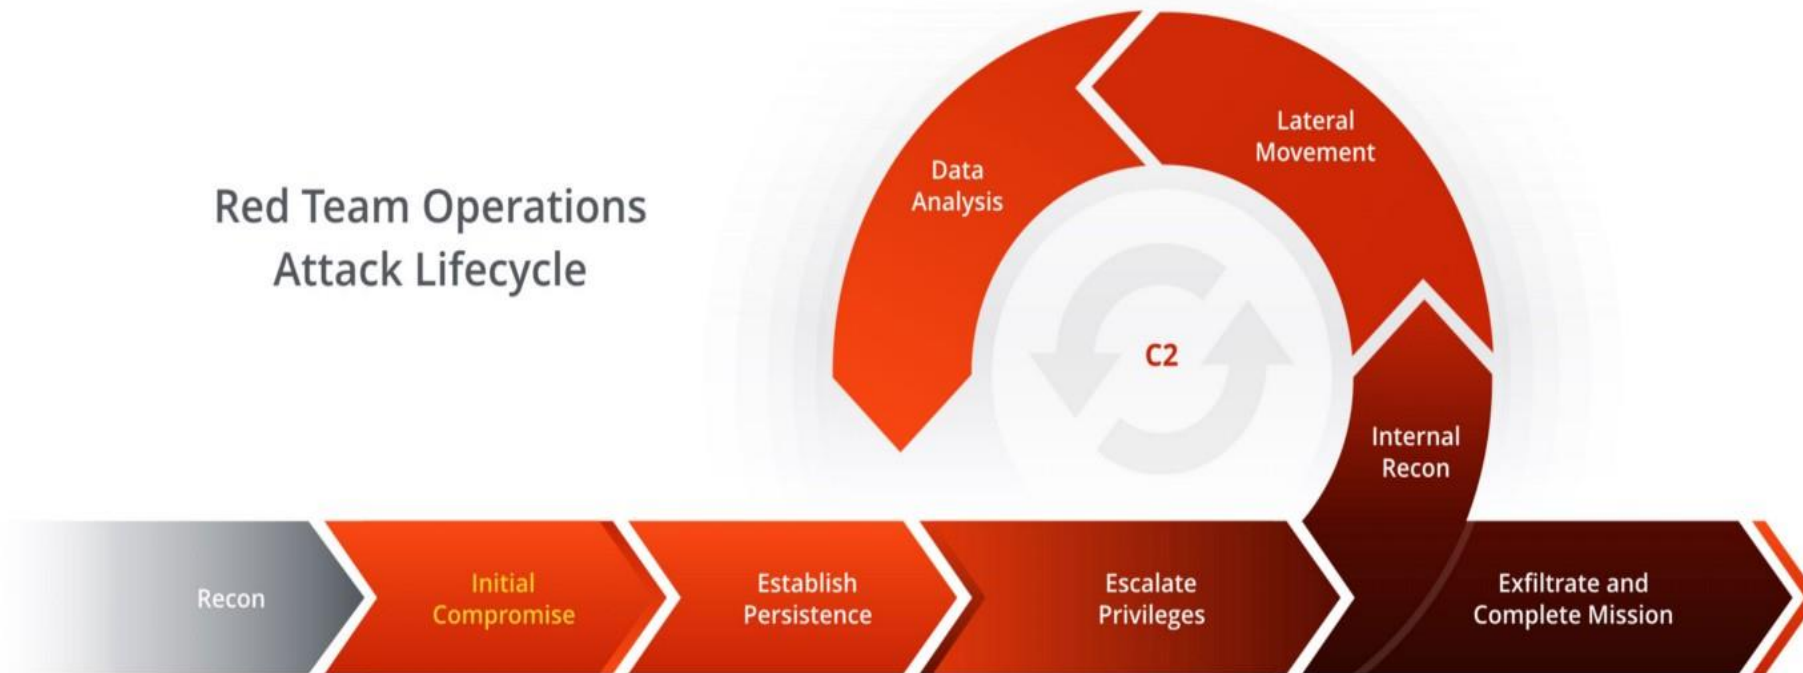 Red Team Operations
Attack Lifecycle
Data
Analysis
Lateral
Movement
C2
Internal
Recon
Recon
Initial
Compromise
Establish
Persistence
Escalate
Privileges
Exfiltrate and
Complete Mission